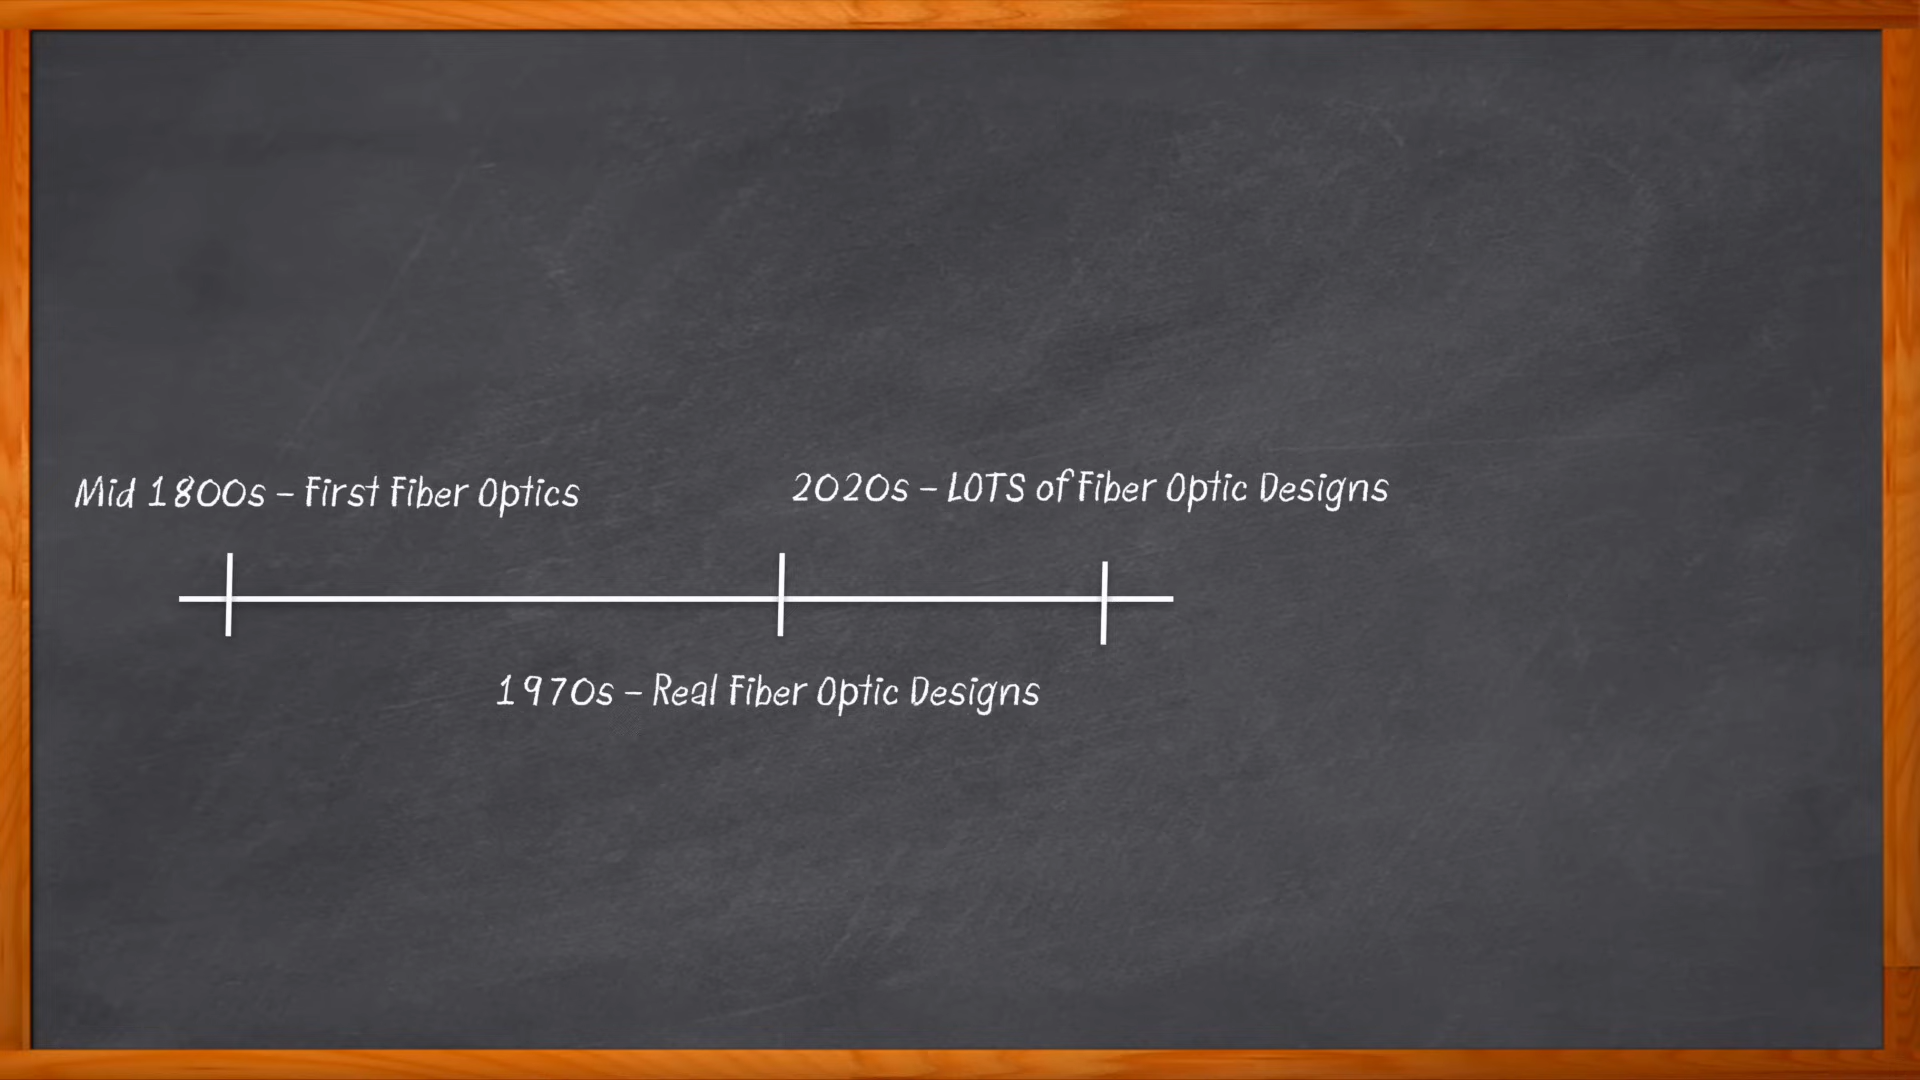 Mid 1800s – First Fiber Optics
2020s – LOTS of Fiber Optic Designs
1970s – Real Fiber Optic Designs